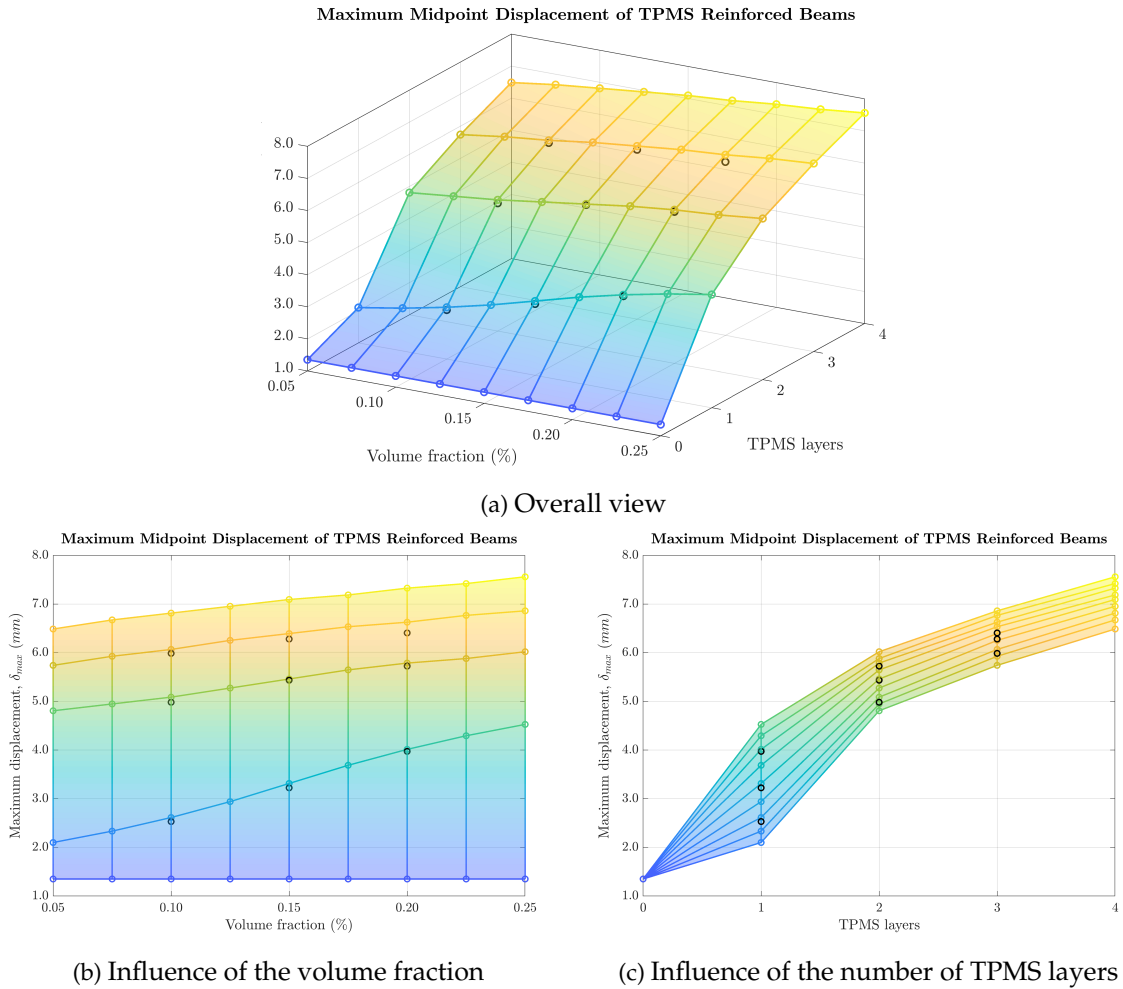 Maximum Midpoint Displacement of TPMS Reinforced Beams
8.0
7.0
6.0
5.0
4.0
3.0
2.0
1.0
0.05
0.10
0.15
0.20
0.25
Volume fraction (%)
0
1
2
3
4
TPMS layers
(a) Overall view
Maximum Midpoint Displacement of TPMS Reinforced Beams
8.0
7.0
6.0
5.0
4.0
3.0
2.0
1.0
Maximum displacement, δmax (mm)
0.05 0.10 0.15 0.20 0.25
Volume fraction (%)
(b) Influence of the volume fraction
Maximum Midpoint Displacement of TPMS Reinforced Beams
8.0
7.0
6.0
5.0
4.0
3.0
2.0
1.0
Maximum displacement, δmax (mm)
0 1 2 3 4
TPMS layers
(c) Influence of the number of TPMS layers